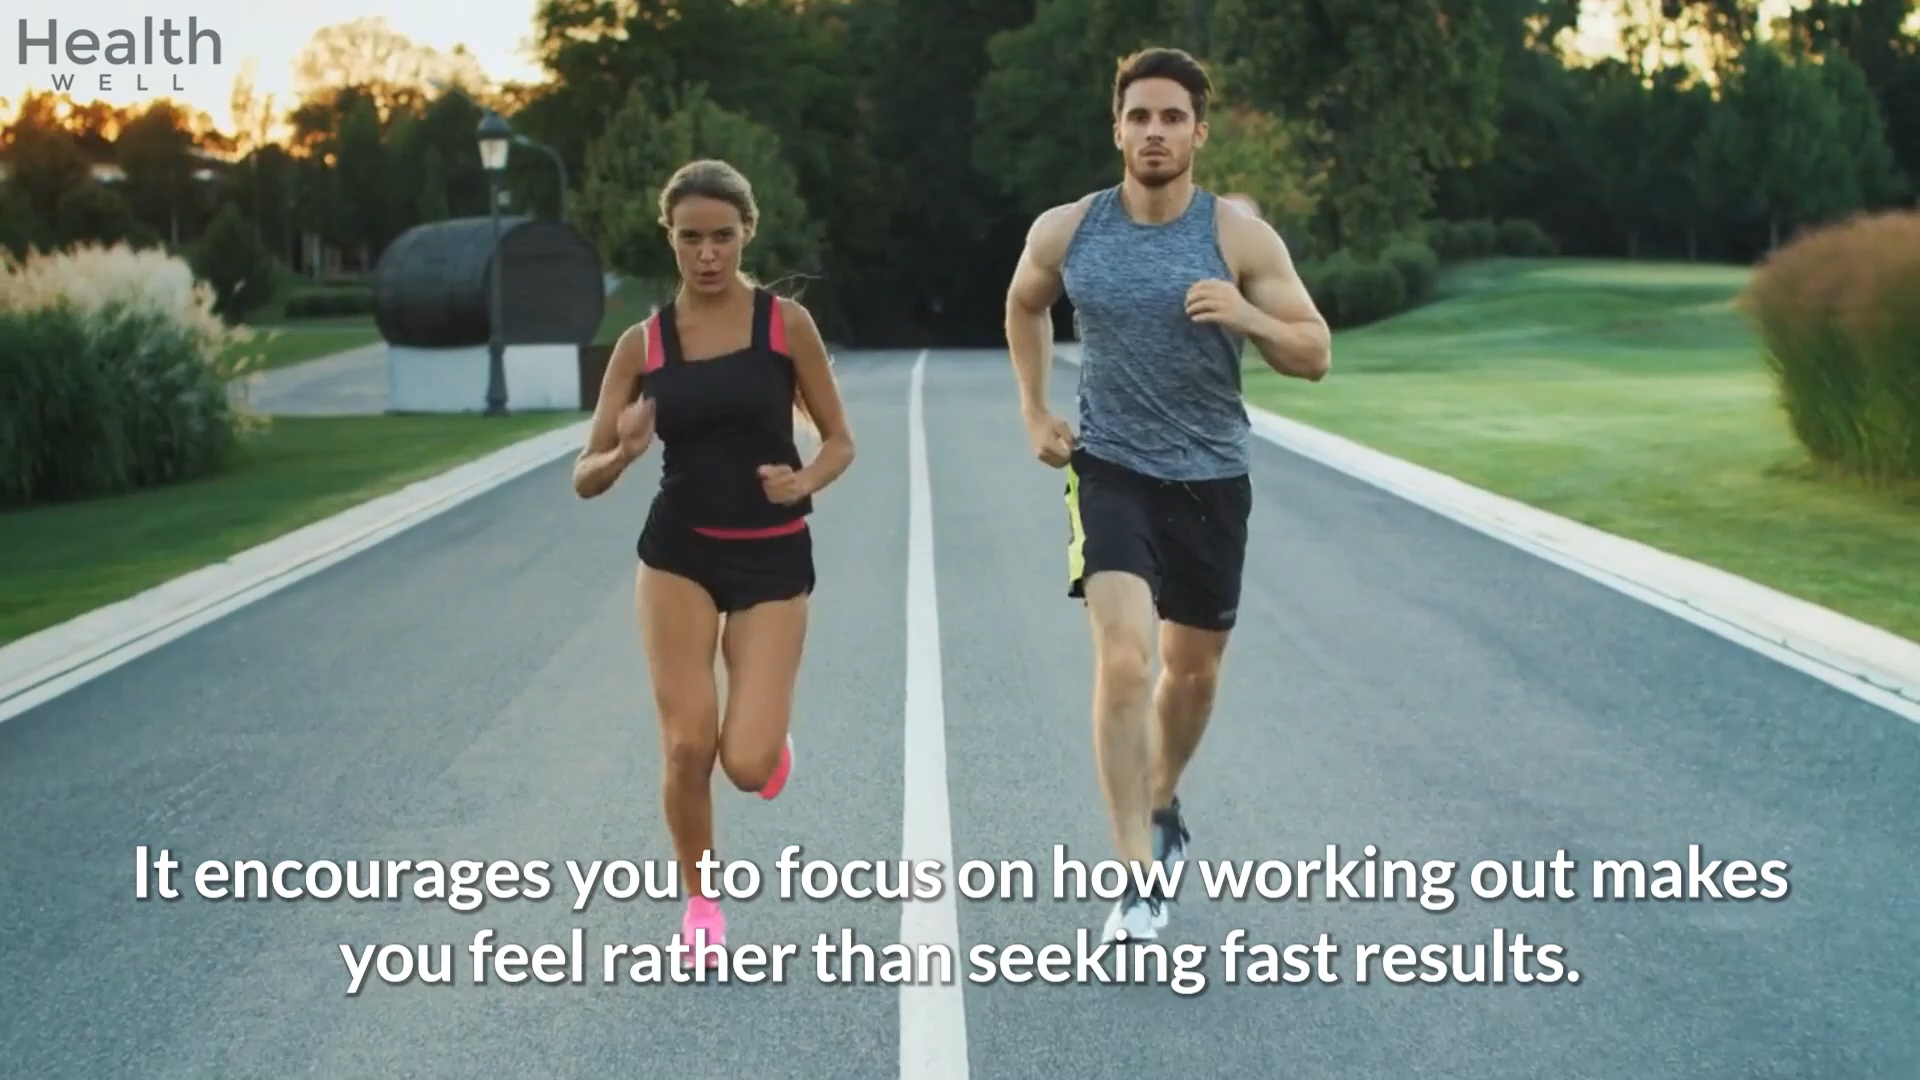 Health
WELL
It encourages you to focus on how working out makes
you feel rather than seeking fast results.